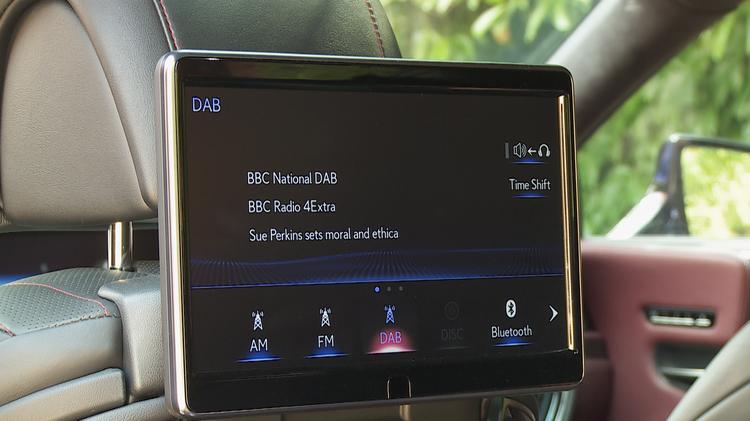 DAB
BBC National DAB
Time Shift
BBC Radio 4Extra
Sue Perkins sets moral and ethica
AM
FM
DAB
DISC
Bluetooth